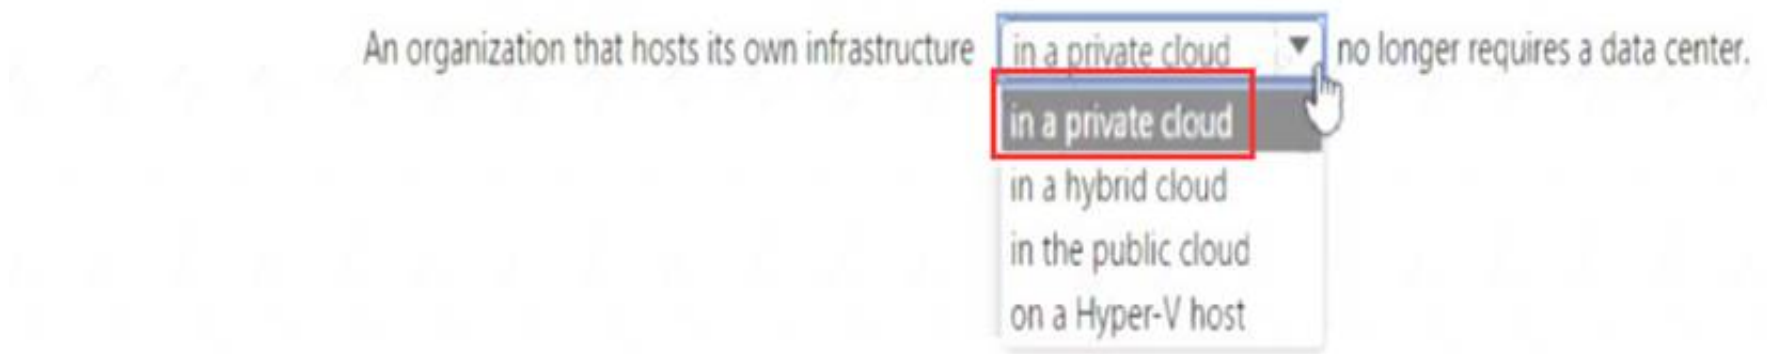 An organization that hosts its own infrastructure in a private cloud no longer requires a data center.
in a private cloud
in a hybrid cloud
in the public cloud
on a Hyper-V host